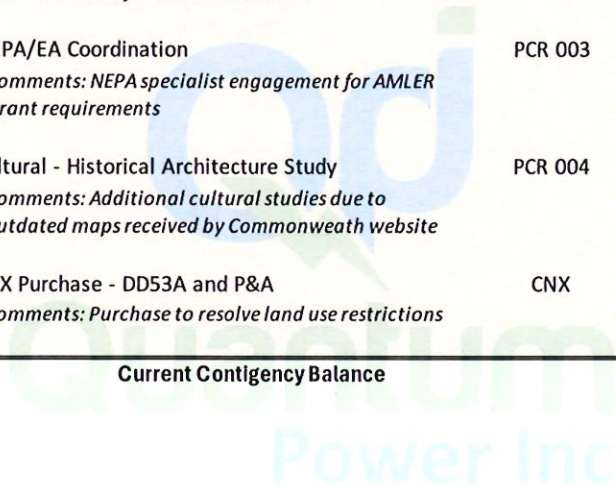 PA/EA Coordination PCR 003
omments: NEPA specialist engagement for AMLER
rant requirements
ltural - Historical Architecture Study PCR 004
omments: Additional cultural studies due to
utdated maps received by Commonweath website
X Purchase - DD53A and P&A CNX
omments: Purchase to resolve land use restrictions
Current Contigency Balance
Quantum
Power Inc